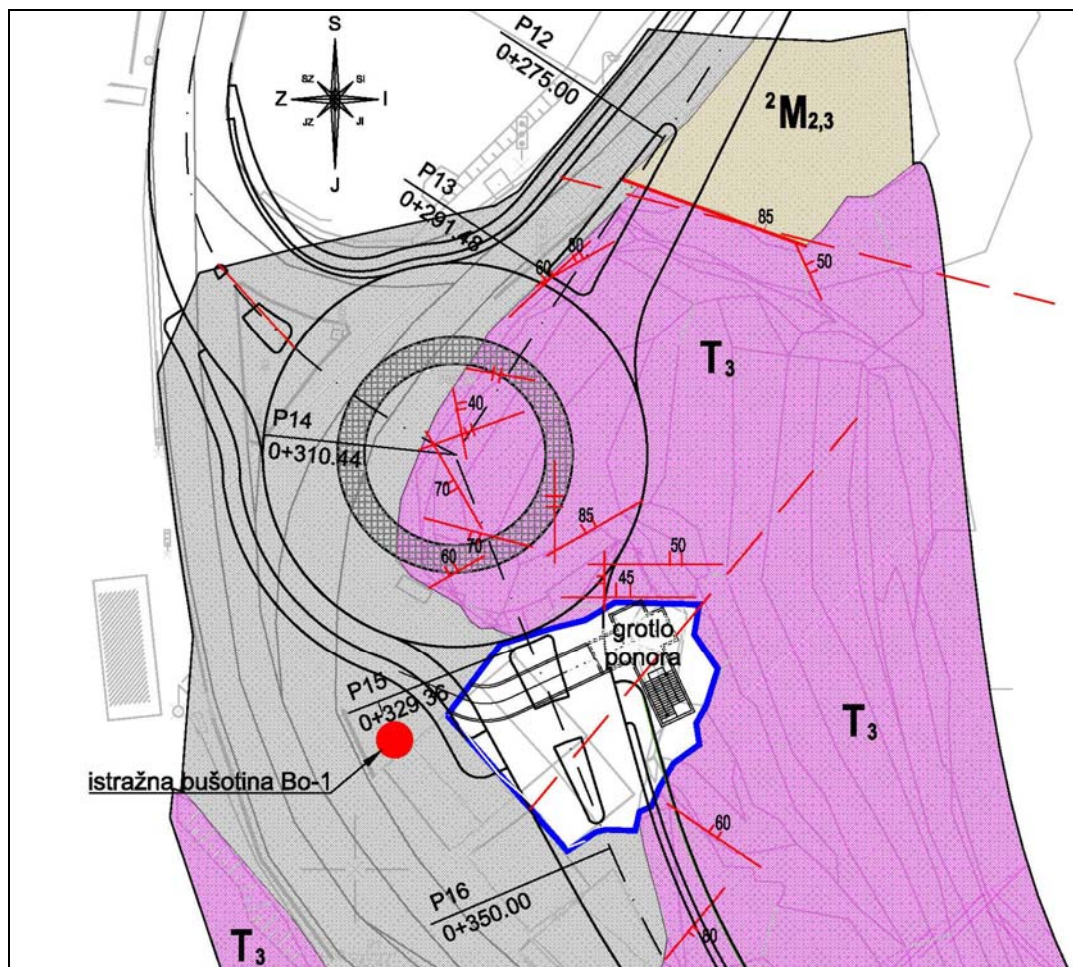 S
SZ
SI
Z
I
JZ
JI
J
P12
0+275.00
²M₂,₃
P13
0+291.48
85
50
80
60
T₃
P14
0+310.44
40
70
85
70
60
50
45
grotlo
ponora
P15
0+329.36
T₃
istražna bušotina Bo-1
60
P16
0+350.00
80
T₃